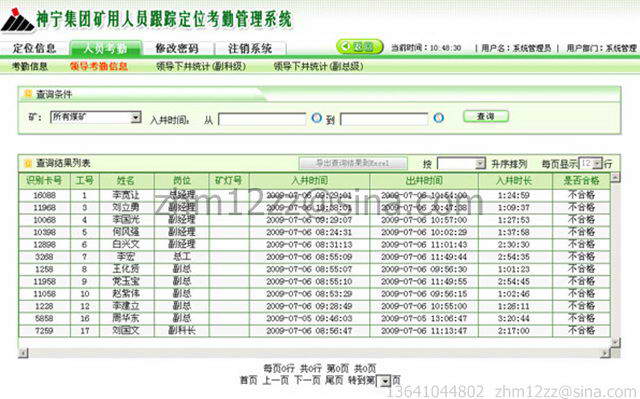 神宁集团矿用人员跟踪定位考勤管理系统
定位信息 人员考勤 修改密码 注销系统 返回 当前时间：10:48:30 | 用户名：系统管理员 | 用户部门：系统管理
考勤信息 领导考勤信息 领导下井统计(副科级) 领导下井统计(副总级)
查询条件
矿： 所有煤矿 入井时间： 从 到 查询
查询结果列表 导出查询结果到Excel 按 升序排列 每页显示 12 行
识别卡号 工号 姓名 岗位 矿灯号 入井时间 出井时间 入井时长 是否合格
16088 1 李宽让 总经理 2009-07-06 09:29:01 2009-07-06 10:54:00 1:24:59 不合格
11968 3 刘立勇 副经理 2009-07-06 19:38:01 2009-07-06 20:47:38 1:09:37 不合格
10068 4 李国光 副经理 2009-07-06 09:29:07 2009-07-06 10:57:00 1:27:53 不合格
10398 5 何风强 副经理 2009-07-06 08:24:31 2009-07-06 10:02:29 1:37:58 不合格
12898 6 白兴文 副经理 2009-07-06 08:31:13 2009-07-06 11:01:43 2:30:30 不合格
3268 7 李宏 总工 2009-07-06 08:55:09 2009-07-06 11:49:44 2:54:35 不合格
1258 8 王化贤 副总 2009-07-06 08:55:07 2009-07-06 09:56:30 1:01:23 不合格
11958 9 党玉宝 副总 2009-07-06 08:55:10 2009-07-06 11:49:55 2:54:45 不合格
11058 10 赵紫伟 副总 2009-07-06 08:53:29 2009-07-06 09:56:15 1:02:46 不合格
1228 12 李建立 副总 2009-07-06 09:28:49 2009-07-06 10:55:00 1:26:11 不合格
5858 16 周华东 副总 2009-07-05 09:46:03 2009-07-05 13:06:47 3:20:44 不合格
7259 17 刘国文 副科长 2009-07-06 08:56:47 2009-07-06 11:13:47 2:17:00 不合格
zhm12zz@sina.com
每页0行 共0行 第0页 共0页
首页 上一页 下一页 尾页 转到第 页
13641044802 zhm12zz@sina.com